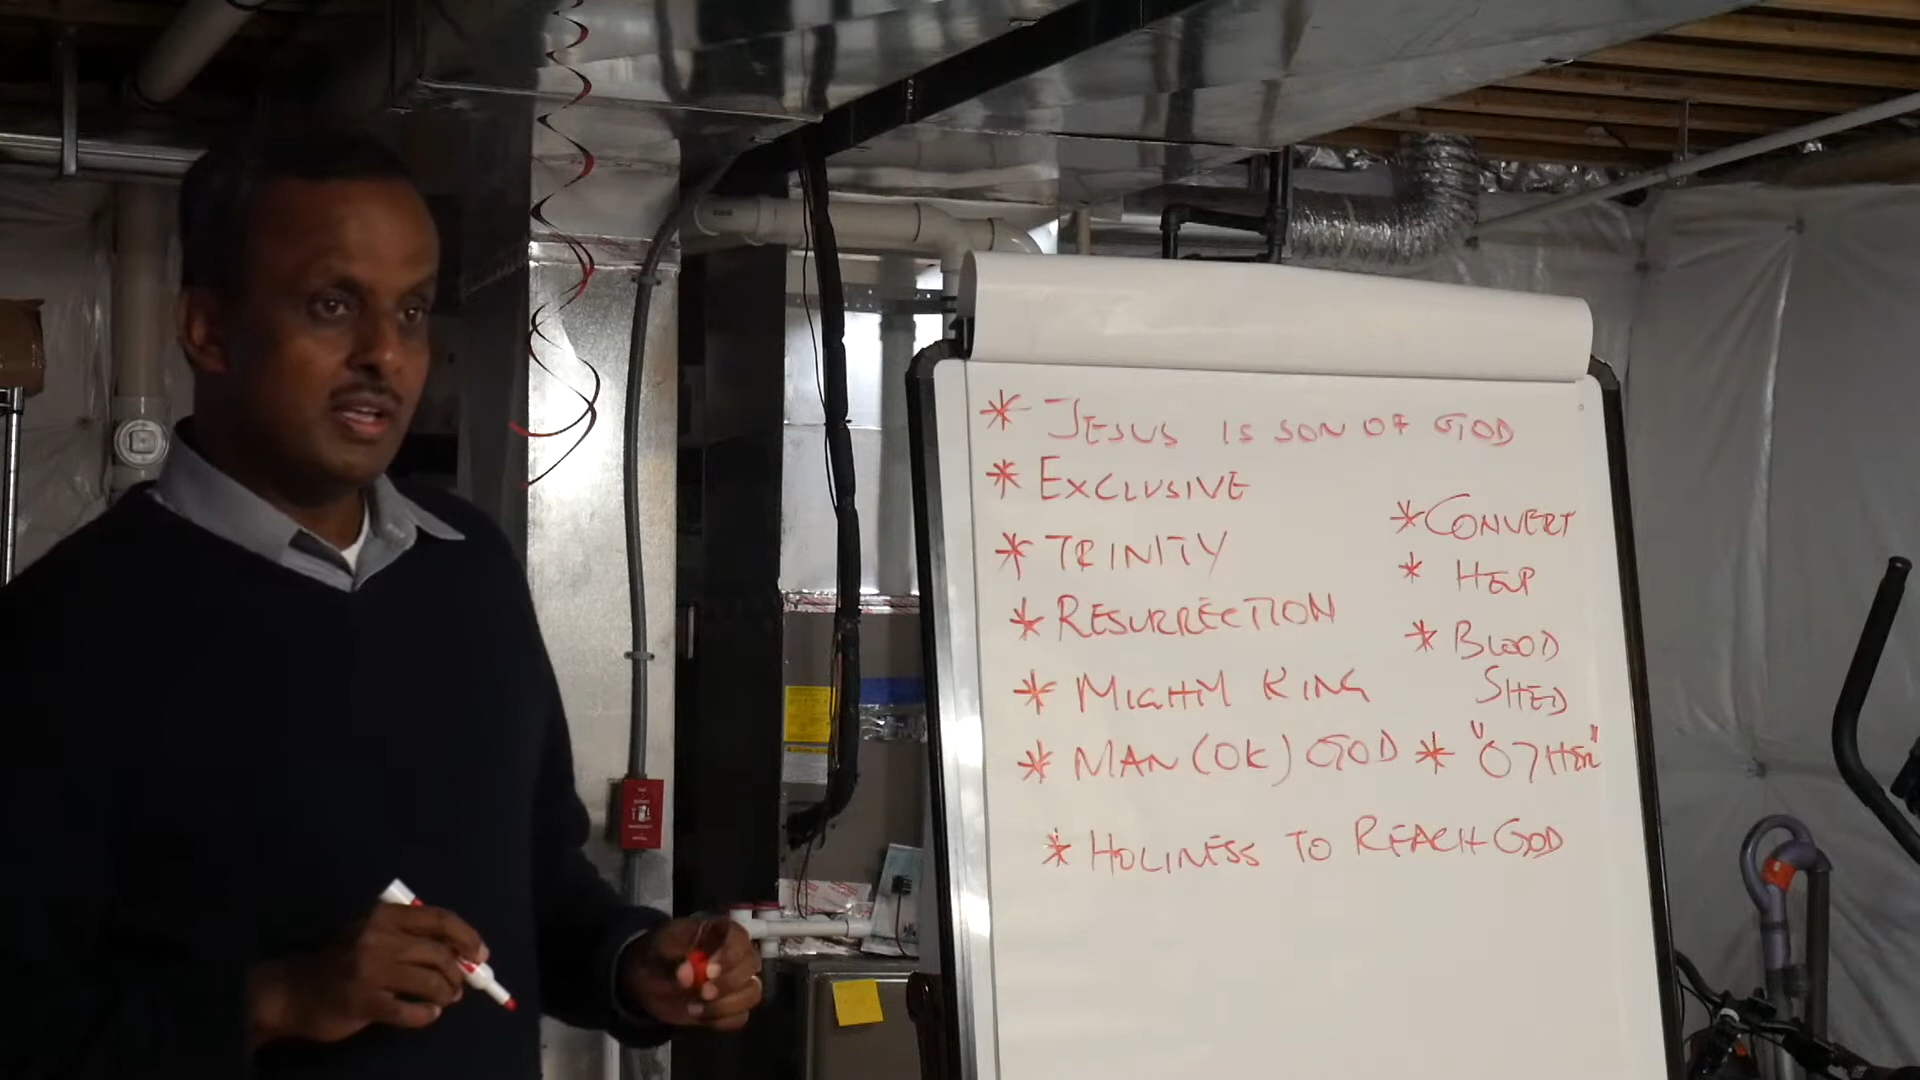 * JESUS IS SON OF GOD
* EXCLUSIVE
* TRINITY
* RESURRECTION
* MIGHTY KING
* MAN (OK) GOD
* CONVERT
* HELP
* BLOOD
SHED
* "OTHER"
* HOLINESS TO REACH GOD